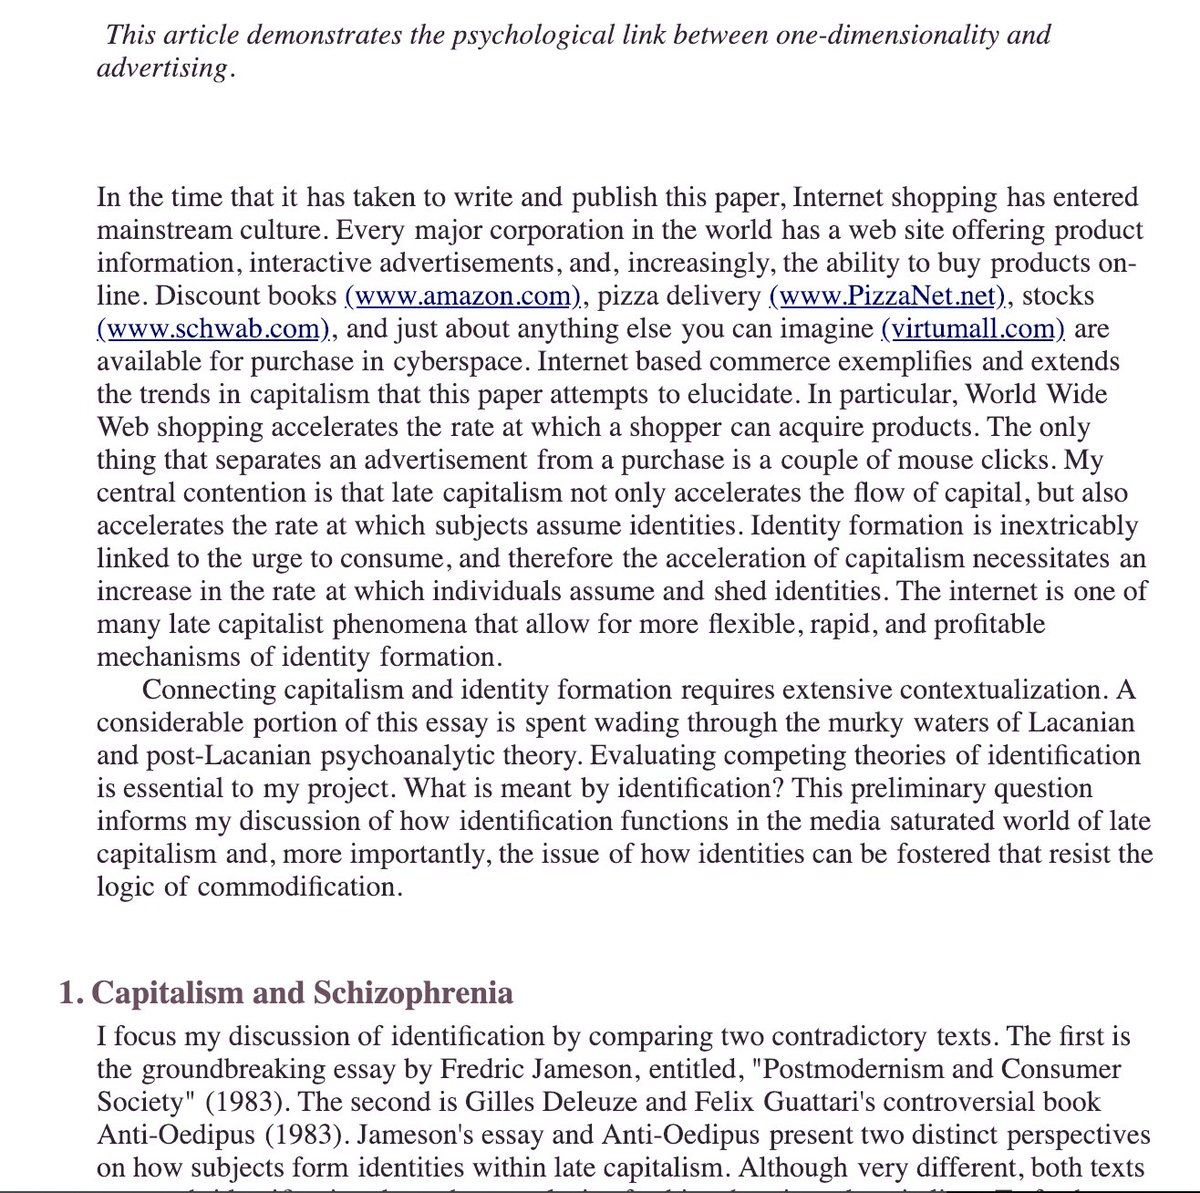 This article demonstrates the psychological link between one-dimensionality and
advertising.
In the time that it has taken to write and publish this paper, Internet shopping has entered
mainstream culture. Every major corporation in the world has a web site offering product
information, interactive advertisements, and, increasingly, the ability to buy products on-
line. Discount books (www.amazon.com), pizza delivery (www.PizzaNet.net), stocks
(www.schwab.com), and just about anything else you can imagine (virtumall.com) are
available for purchase in cyberspace. Internet based commerce exemplifies and extends
the trends in capitalism that this paper attempts to elucidate. In particular, World Wide
Web shopping accelerates the rate at which a shopper can acquire products. The only
thing that separates an advertisement from a purchase is a couple of mouse clicks. My
central contention is that late capitalism not only accelerates the flow of capital, but also
accelerates the rate at which subjects assume identities. Identity formation is inextricably
linked to the urge to consume, and therefore the acceleration of capitalism necessitates an
increase in the rate at which individuals assume and shed identities. The internet is one of
many late capitalist phenomena that allow for more flexible, rapid, and profitable
mechanisms of identity formation.
Connecting capitalism and identity formation requires extensive contextualization. A
considerable portion of this essay is spent wading through the murky waters of Lacanian
and post-Lacanian psychoanalytic theory. Evaluating competing theories of identification
is essential to my project. What is meant by identification? This preliminary question
informs my discussion of how identification functions in the media saturated world of late
capitalism and, more importantly, the issue of how identities can be fostered that resist the
logic of commodification.
1. Capitalism and Schizophrenia
I focus my discussion of identification by comparing two contradictory texts. The first is
the groundbreaking essay by Fredric Jameson, entitled, "Postmodernism and Consumer
Society" (1983). The second is Gilles Deleuze and Felix Guattari's controversial book
Anti-Oedipus (1983). Jameson's essay and Anti-Oedipus present two distinct perspectives
on how subjects form identities within late capitalism. Although very different, both texts